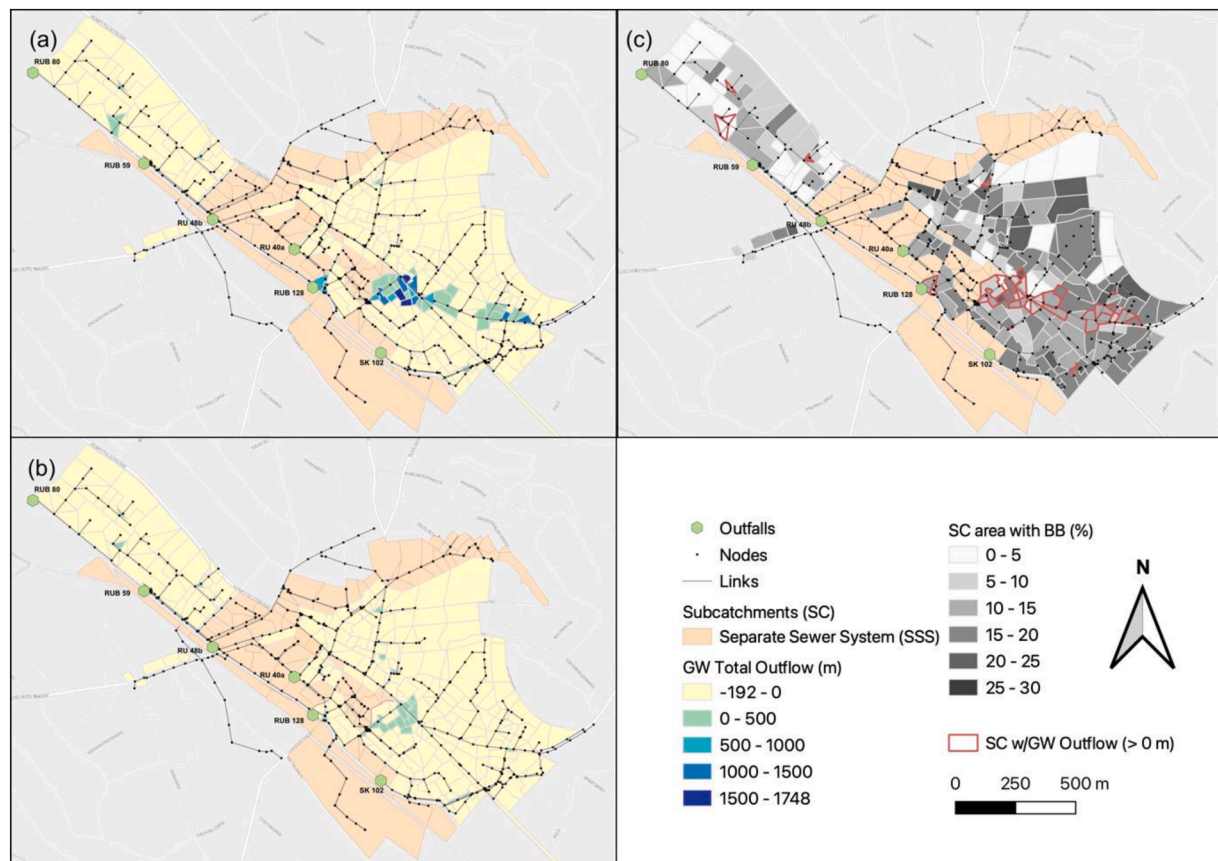 (a)
RUB 80
RUB 59
RU 48b
RU 40a
RUB 128
SK 102
(c)
RUB 80
RUB 59
RU 48b
RU 40a
RUB 128
SK 102
(b)
RUB 80
RUB 59
RU 48b
RU 40a
RUB 128
SK 102
Outfalls
Nodes
Links
Subcatchments (SC)
Separate Sewer System (SSS)
GW Total Outflow (m)
-192 - 0
0 - 500
500 - 1000
1000 - 1500
1500 - 1748
SC area with BB (%)
0 - 5
5 - 10
10 - 15
15 - 20
20 - 25
25 - 30
SC w/GW Outflow (> 0 m)
N
0 250 500 m